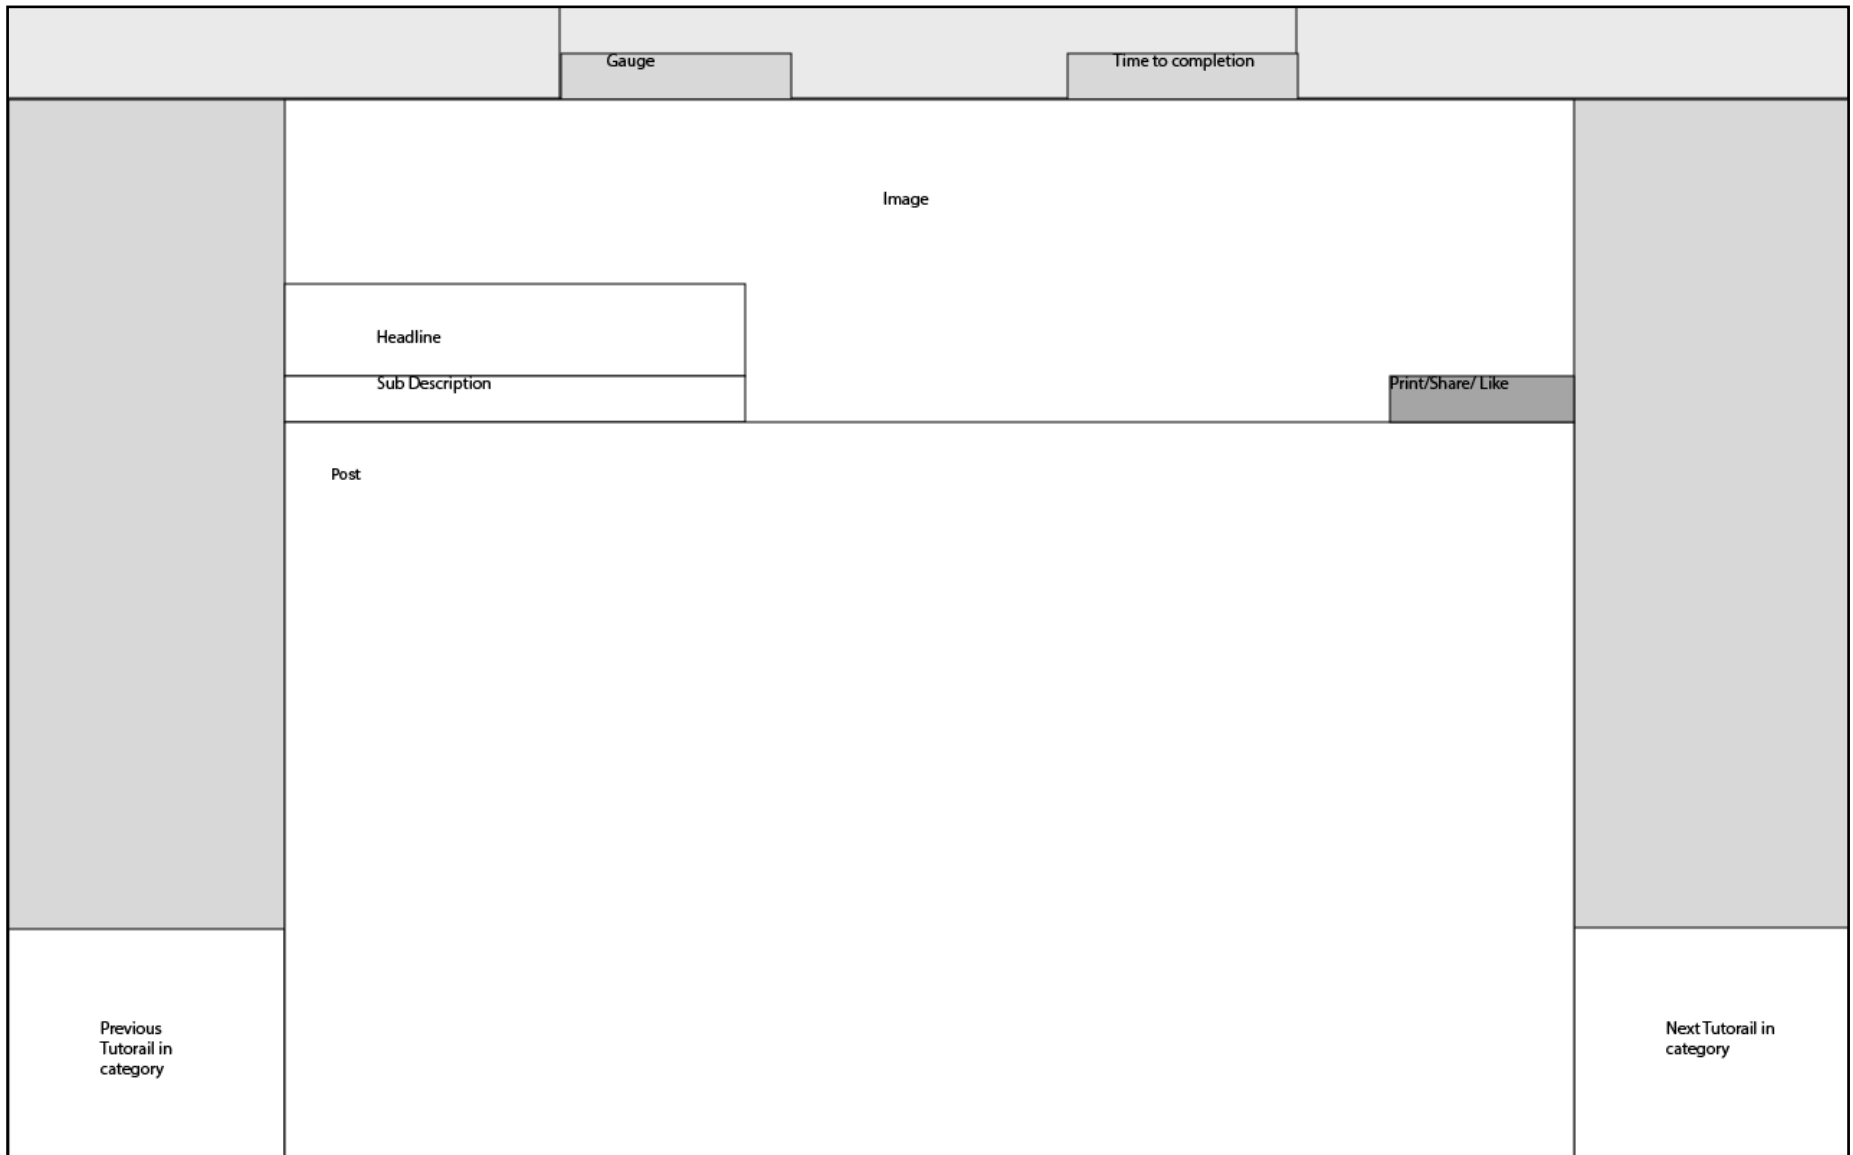 Gauge
Time to completion
Image
Headline
Sub Description
Print/Share/ Like
Post
Previous
Tutorail in
category
Next Tutorail in
category